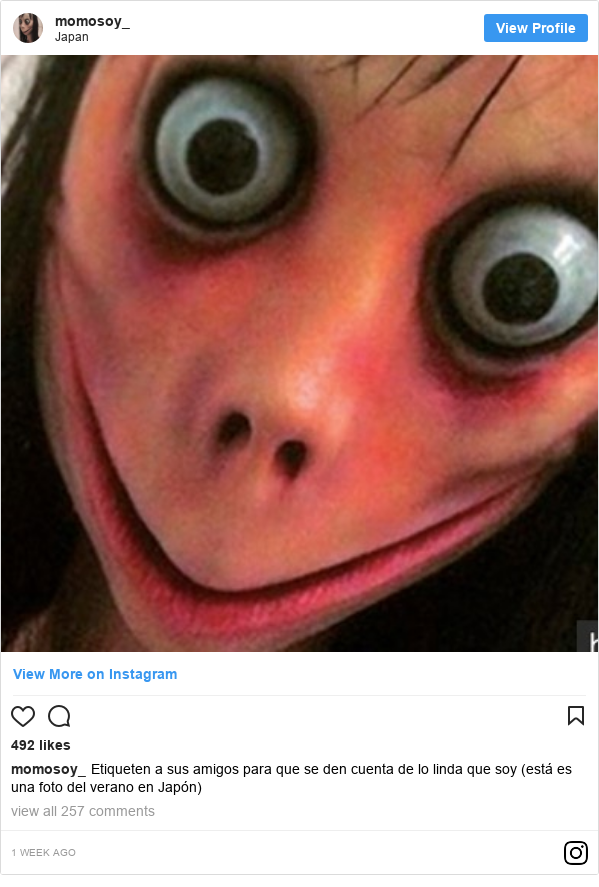 momosoy_
Japan
View Profile
View More on Instagram
492 likes
momosoy_ Etiqueten a sus amigos para que se den cuenta de lo linda que soy (está es
una foto del verano en Japón)
view all 257 comments
1 WEEK AGO